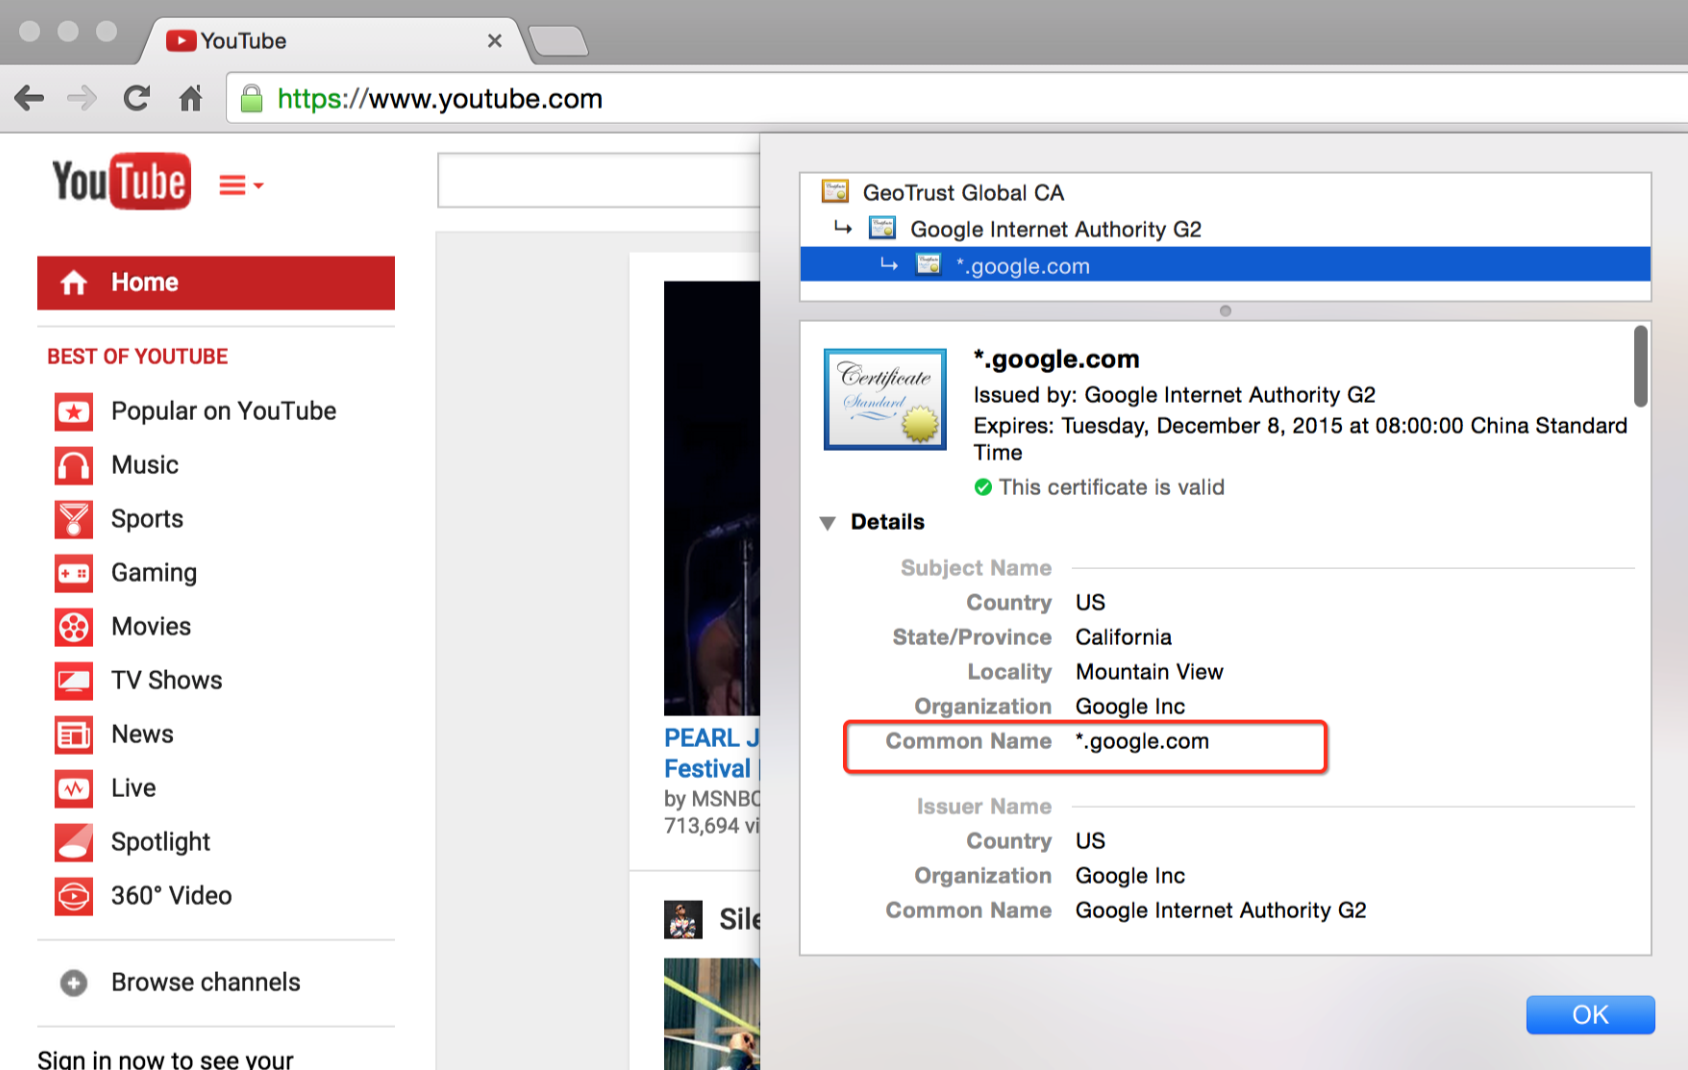 YouTube
https://www.youtube.com
YouTube
Home
BEST OF YOUTUBE
Popular on YouTube
Music
Sports
Gaming
Movies
TV Shows
News
Live
Spotlight
360° Video
Browse channels
Sign in now to see your
PEARL J
Festival
by MSNBC
713,694 vi
Sile
GeoTrust Global CA
Google Internet Authority G2
*.google.com
Certificate
Standard
*.google.com
Issued by: Google Internet Authority G2
Expires: Tuesday, December 8, 2015 at 08:00:00 China Standard
Time
This certificate is valid
Details
Subject Name
Country US
State/Province California
Locality Mountain View
Organization Google Inc
Common Name *.google.com
Issuer Name
Country US
Organization Google Inc
Common Name Google Internet Authority G2
OK